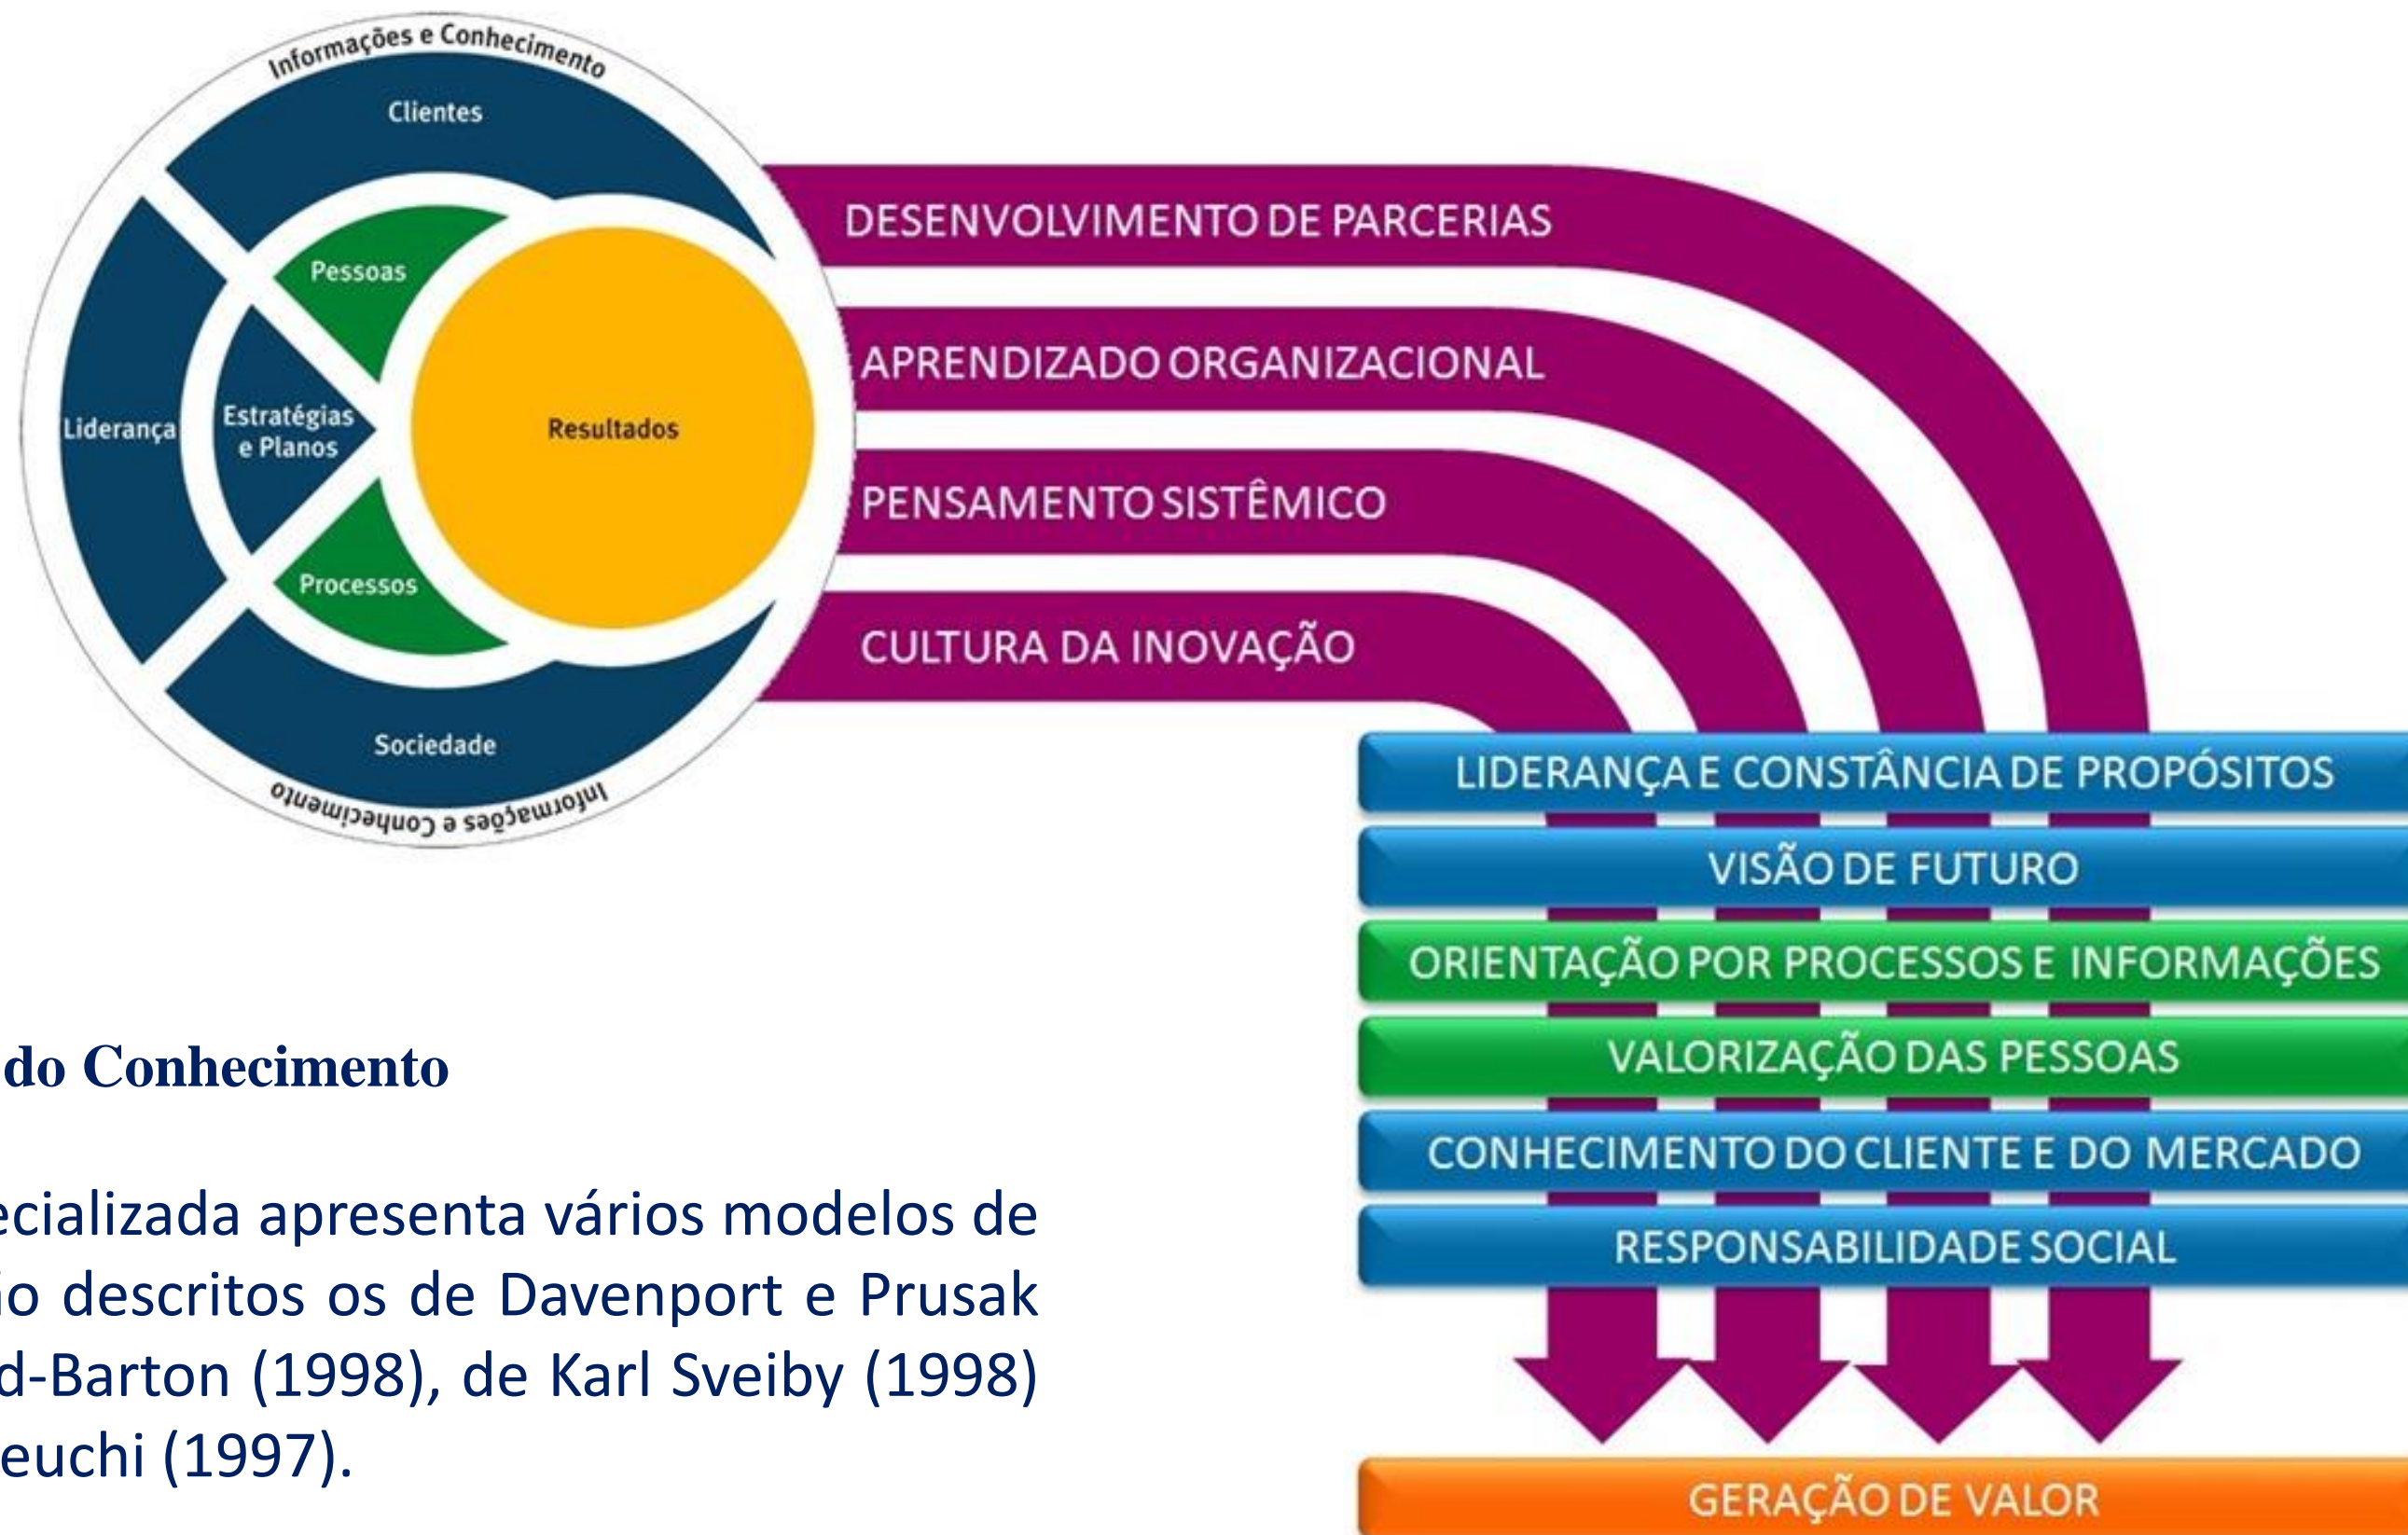 Informações e Conhecimento
Clientes
Pessoas
Liderança
Estratégias
e Planos
Resultados
Processos
Sociedade
Informações e Conhecimento
DESENVOLVIMENTO DE PARCERIAS
APRENDIZADO ORGANIZACIONAL
PENSAMENTO SISTÊMICO
CULTURA DA INOVAÇÃO
LIDERANÇA E CONSTÂNCIA DE PROPÓSITOS
VISÃO DE FUTURO
ORIENTAÇÃO POR PROCESSOS E INFORMAÇÕES
VALORIZAÇÃO DAS PESSOAS
CONHECIMENTO DO CLIENTE E DO MERCADO
RESPONSABILIDADE SOCIAL
GERAÇÃO DE VALOR
do Conhecimento
ecializada apresenta vários modelos de
descritos os de Davenport e Prusak
d-Barton (1998), de Karl Sveiby (1998)
euchi (1997).